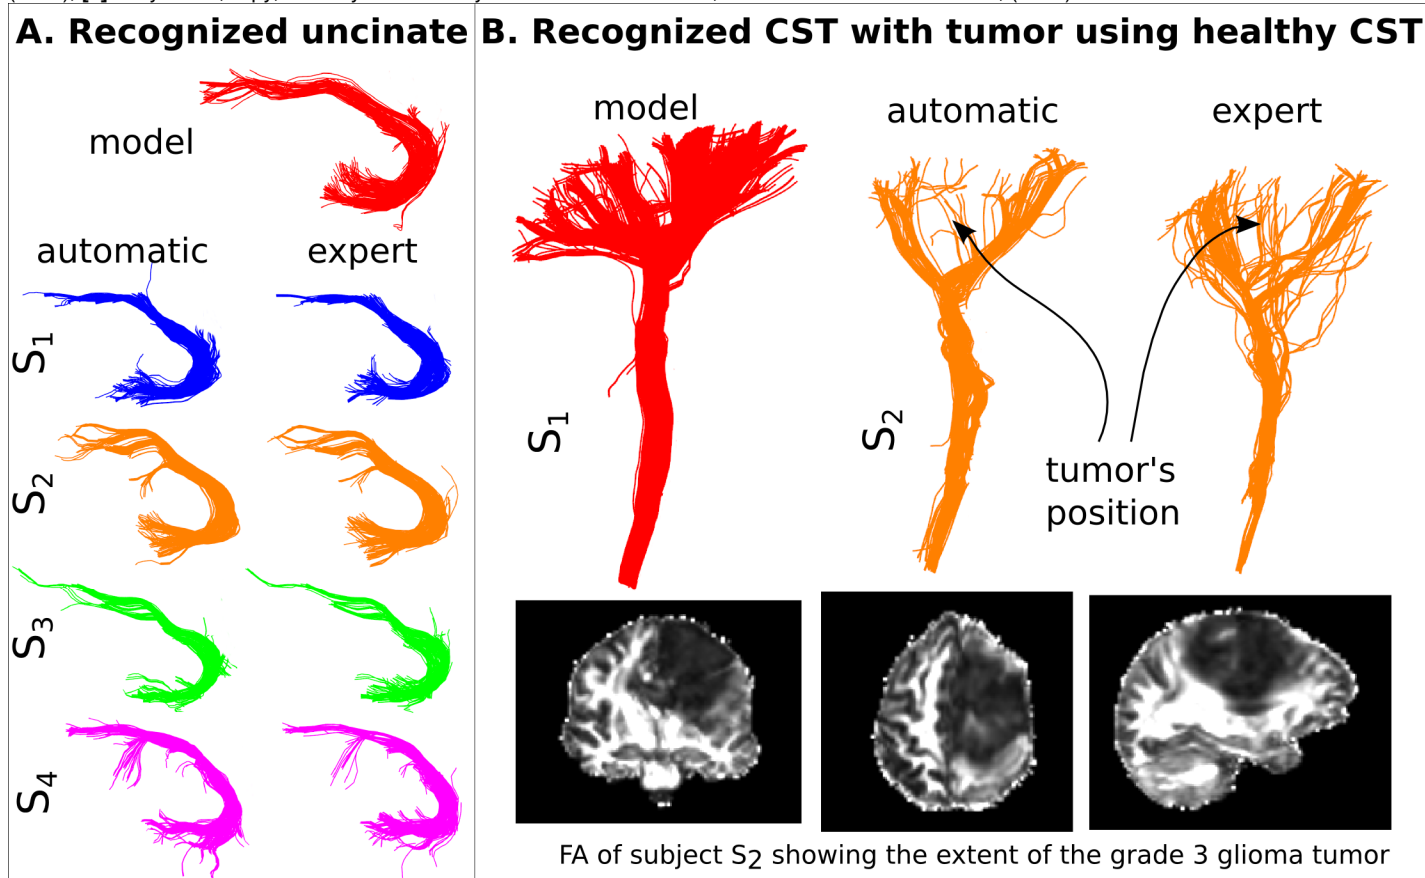 A. Recognized uncinate
model
automatic
expert
S1
S2
S3
S4
B. Recognized CST with tumor using healthy CST
model
automatic
expert
S1
S2
tumor's
position
FA of subject S2 showing the extent of the grade 3 glioma tumor